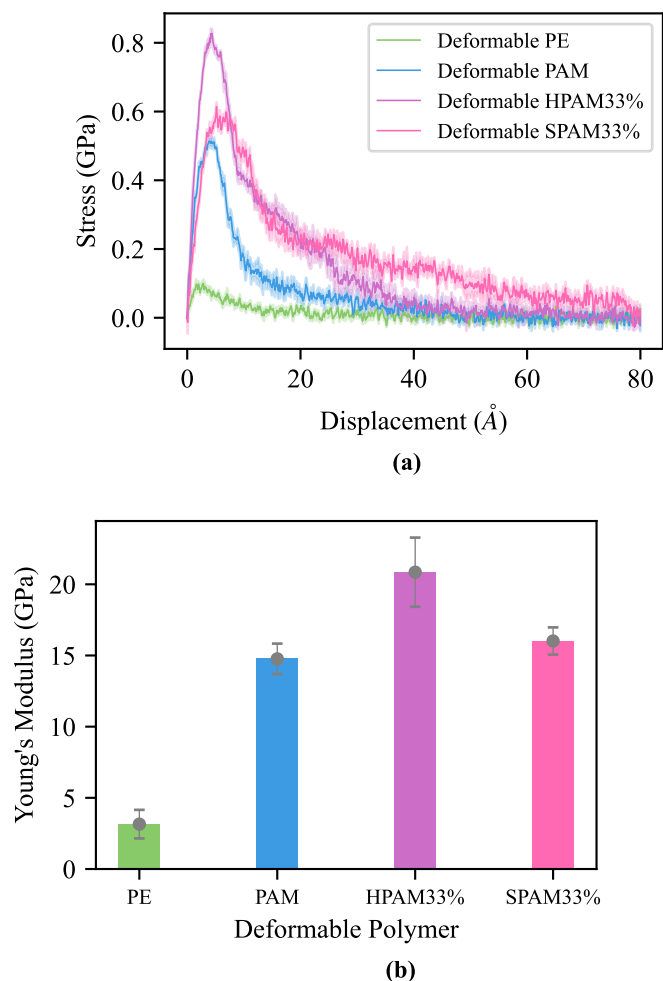 0.8
0.6
0.4
0.2
0.0
Stress (GPa)
Deformable PE
Deformable PAM
Deformable HPAM33%
Deformable SPAM33%
0 20 40 60 80
Displacement (Å)
(a)
20
15
10
5
0
Young's Modulus (GPa)
PE PAM HPAM33% SPAM33%
Deformable Polymer
(b)